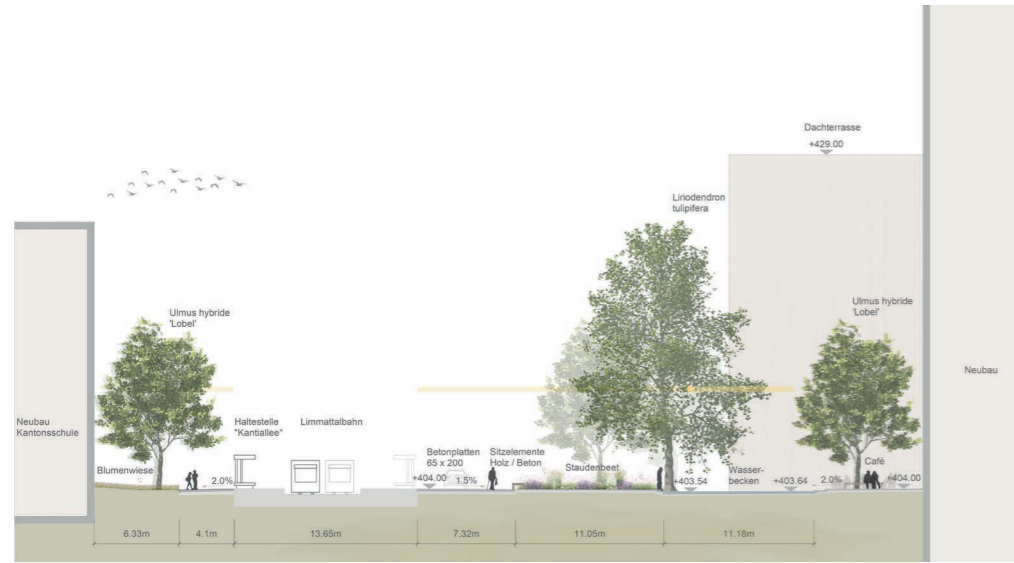 Dachterrasse
+429.00
Liriodendron
tulipifera
Ulmus hybride
'Lobel'
Ulmus hybride
'Lobel'
Neubau
Neubau
Kantonsschule
Haltestelle
"Kantiallee"
Limmattalbahn
Blumenwiese
2.0%
Betonplatten
65 x 200
+404.00
1.5%
Sitzelemente
Holz / Beton
Staudenbeet
+403.54
Wasser-
becken
+403.64
2.0%
Café
+404.00
6.33m
4.1m
13.65m
7.32m
11.05m
11.18m